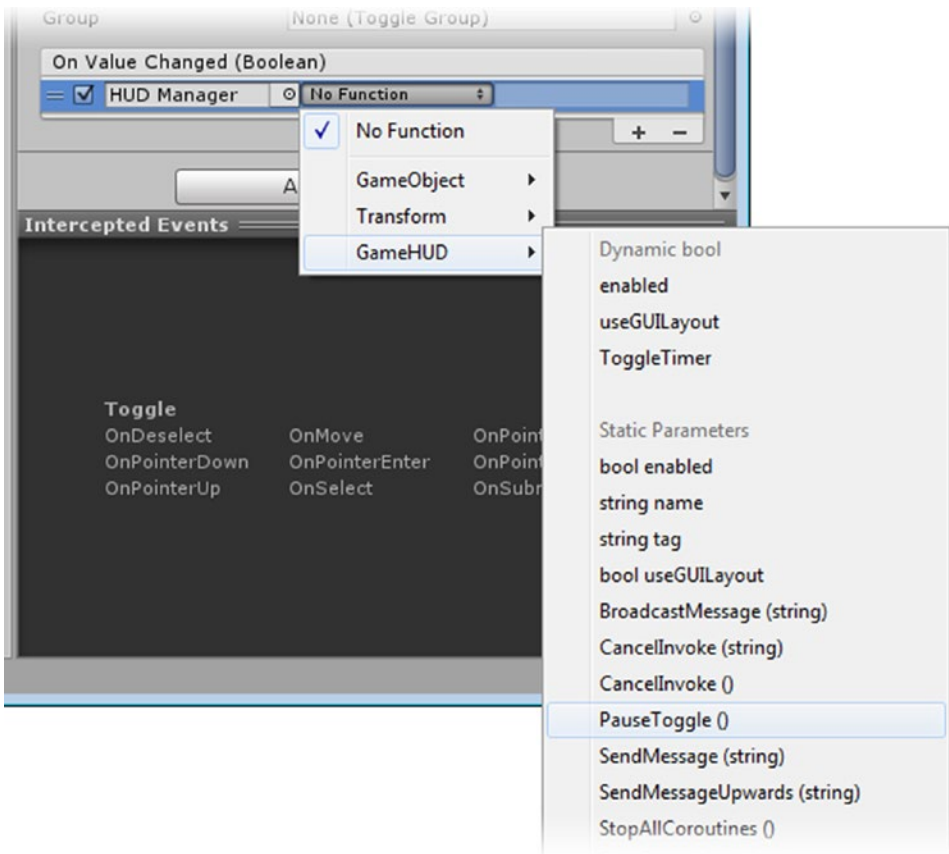 Group None (Toggle Group)
On Value Changed (Boolean)
HUD Manager No Function
No Function
A
GameObject
Transform
Intercepted Events
GameHUD
Dynamic bool
enabled
useGUILayout
ToggleTimer
Toggle
OnDeselect OnMove
OnPointerDown OnPointerEnter
OnPointerUp OnSelect
Static Parameters
bool enabled
string name
string tag
bool useGUILayout
BroadcastMessage (string)
CancelInvoke (string)
CancelInvoke ()
PauseToggle ()
SendMessage (string)
SendMessageUpwards (string)
StopAllCoroutines ()